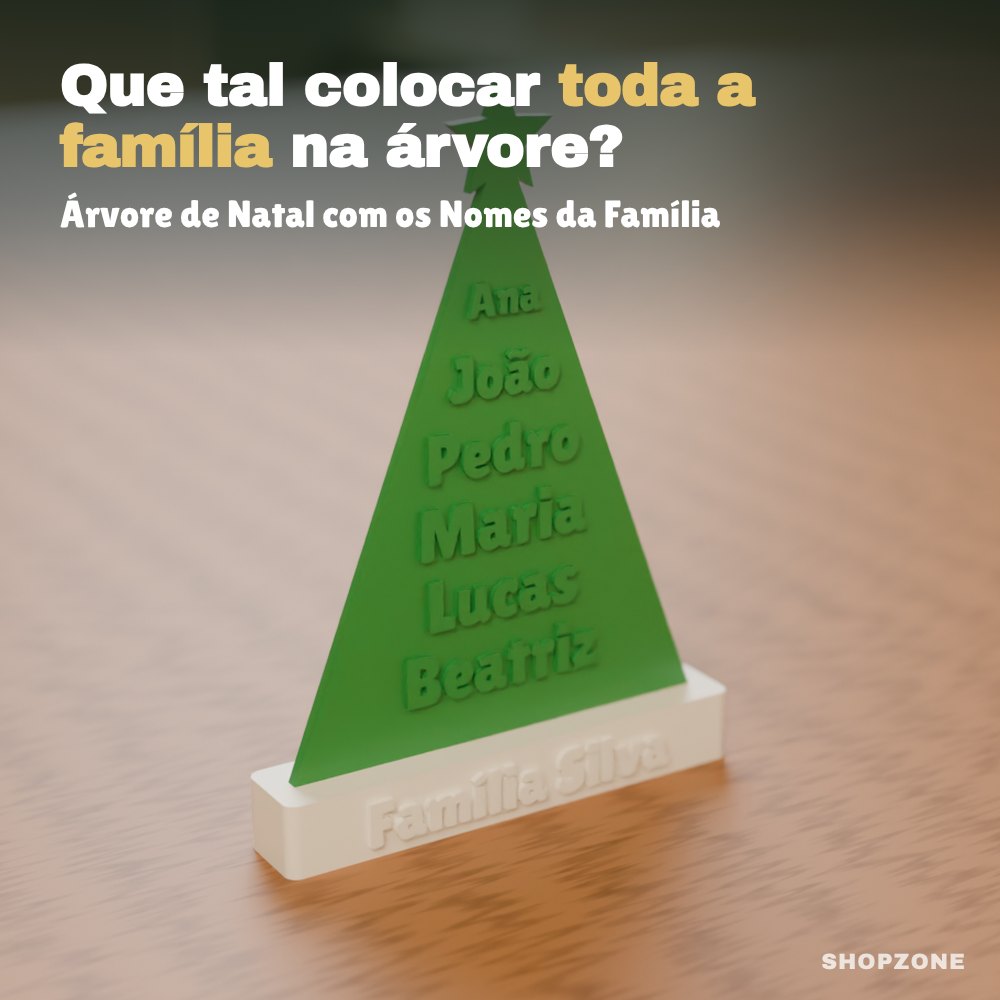 Que tal colocar toda a
família na árvore?
Árvore de Natal com os Nomes da Família
Ana
João
Pedro
Maria
Lucas
Beatriz
Família Silva
SHOPZONE